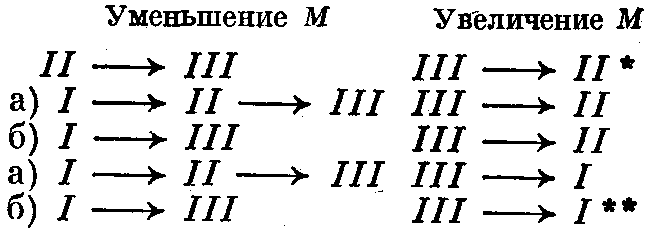 Уменьшение M Увеличение M
II → III III → II *
а) I → II → III III → II
б) I → III III → II
а) I → II → III III → I
б) I → III III → I **